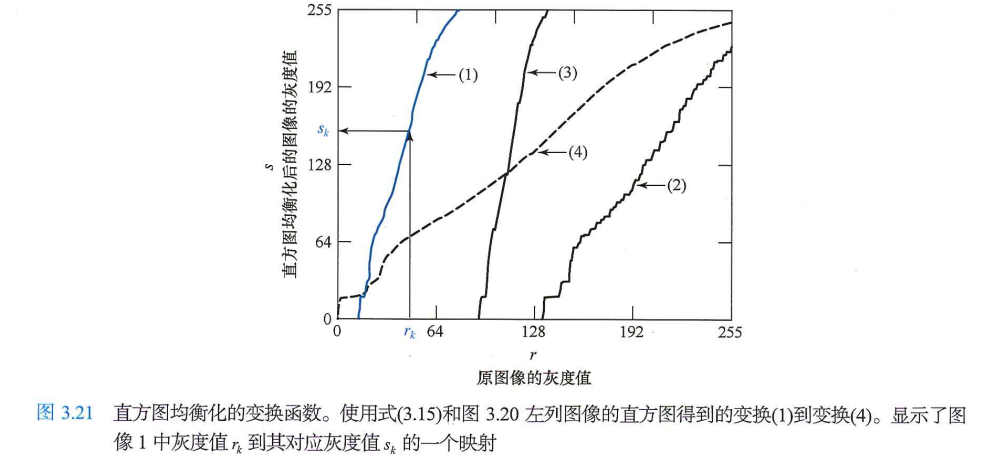 255
192
128
64
0
s
直方图均衡化后的图像的灰度值
sk
(1)
(3)
(4)
(2)
0
rk
64
128
192
255
r
原图像的灰度值
图 3.21 直方图均衡化的变换函数。使用式(3.15)和图 3.20 左列图像的直方图得到的变换(1)到变换(4)。显示了图
像 1 中灰度值 rk 到其对应灰度值 sk 的一个映射